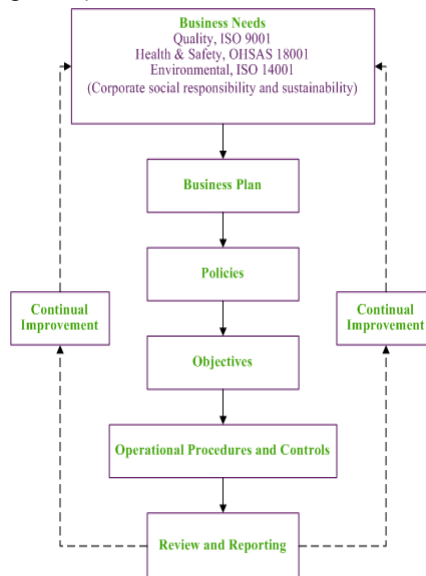 Business Needs
Quality, ISO 9001
Health & Safety, OHSAS 18001
Environmental, ISO 14001
(Corporate social responsibility and sustainability)
Business Plan
Policies
Continual
Improvement
Continual
Improvement
Objectives
Operational Procedures and Controls
Review and Reporting